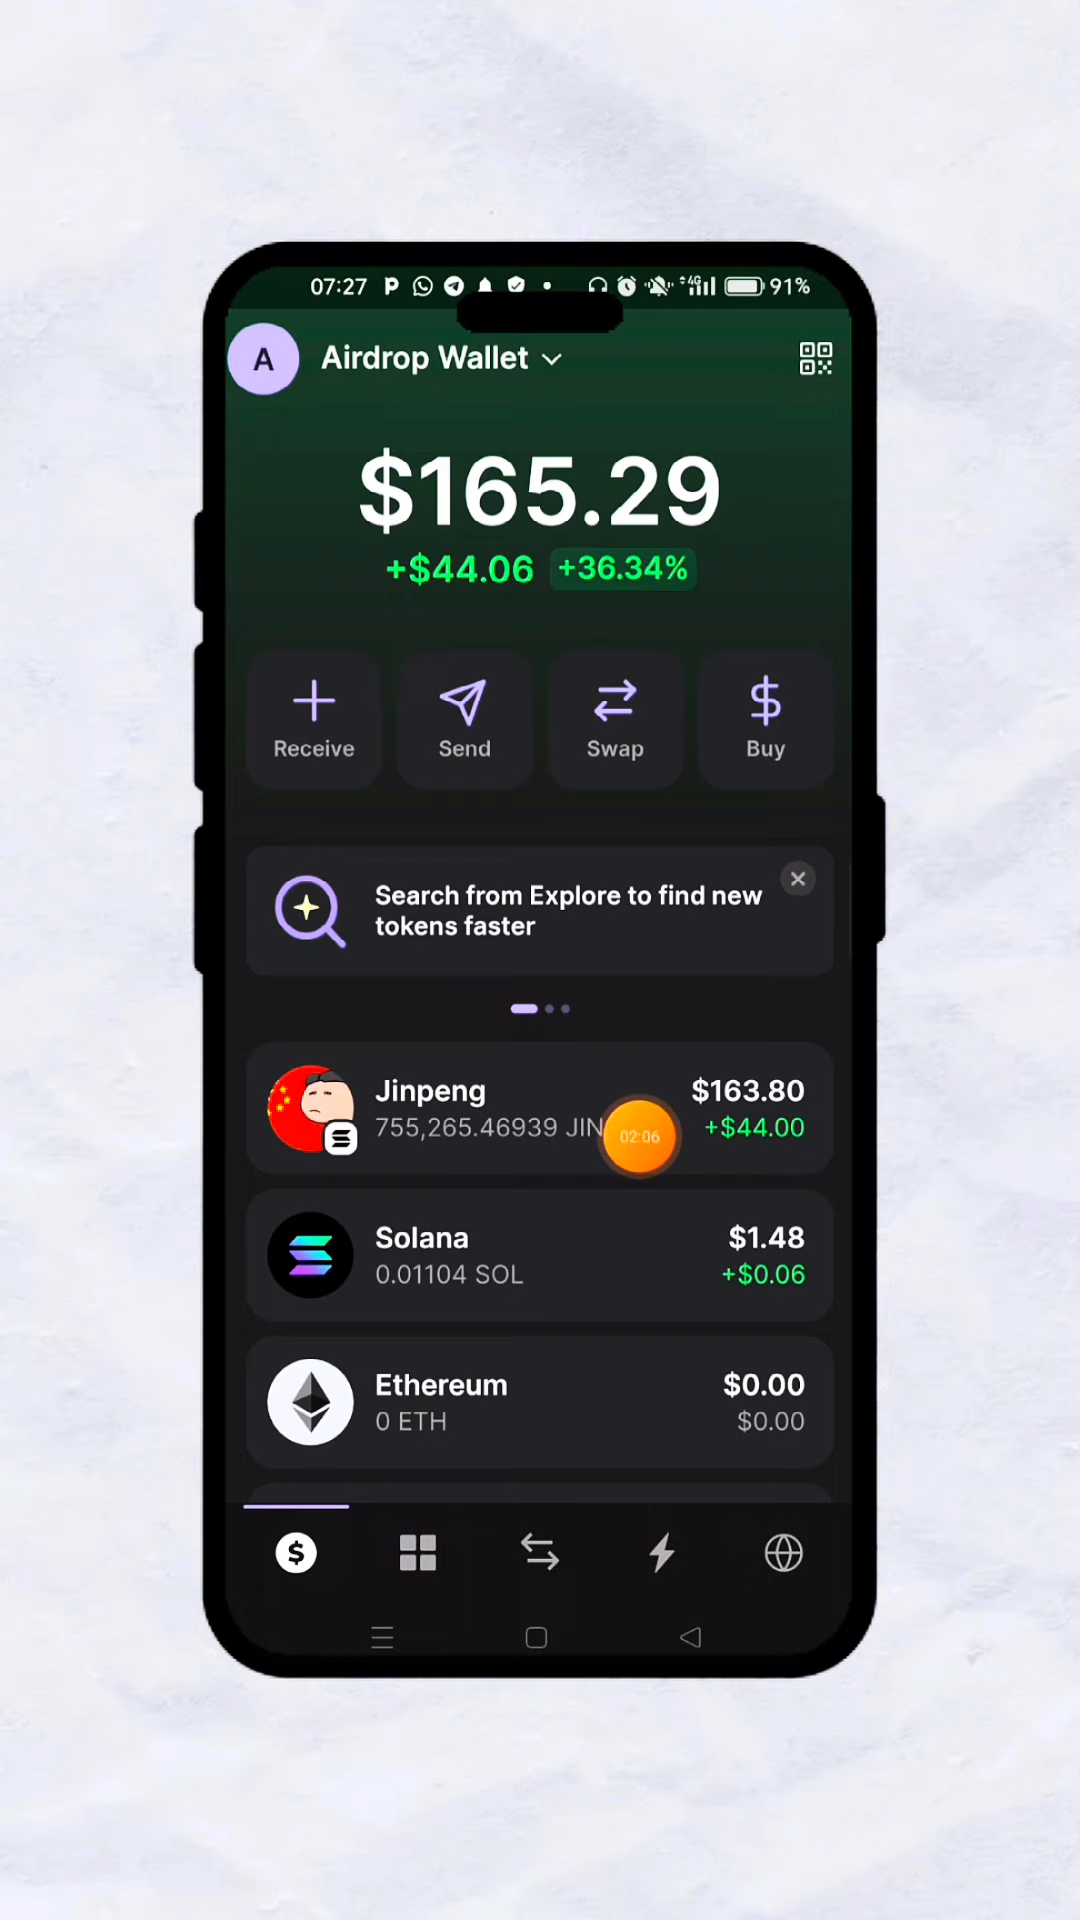 07:27 91%
A Airdrop Wallet
$165.29
+$44.06 +36.34%
Receive Send Swap Buy
Search from Explore to find new
tokens faster
Jinpeng $163.80
755,265.46939 JIN 02:06 +$44.00
Solana $1.48
0.01104 SOL +$0.06
Ethereum $0.00
0 ETH $0.00